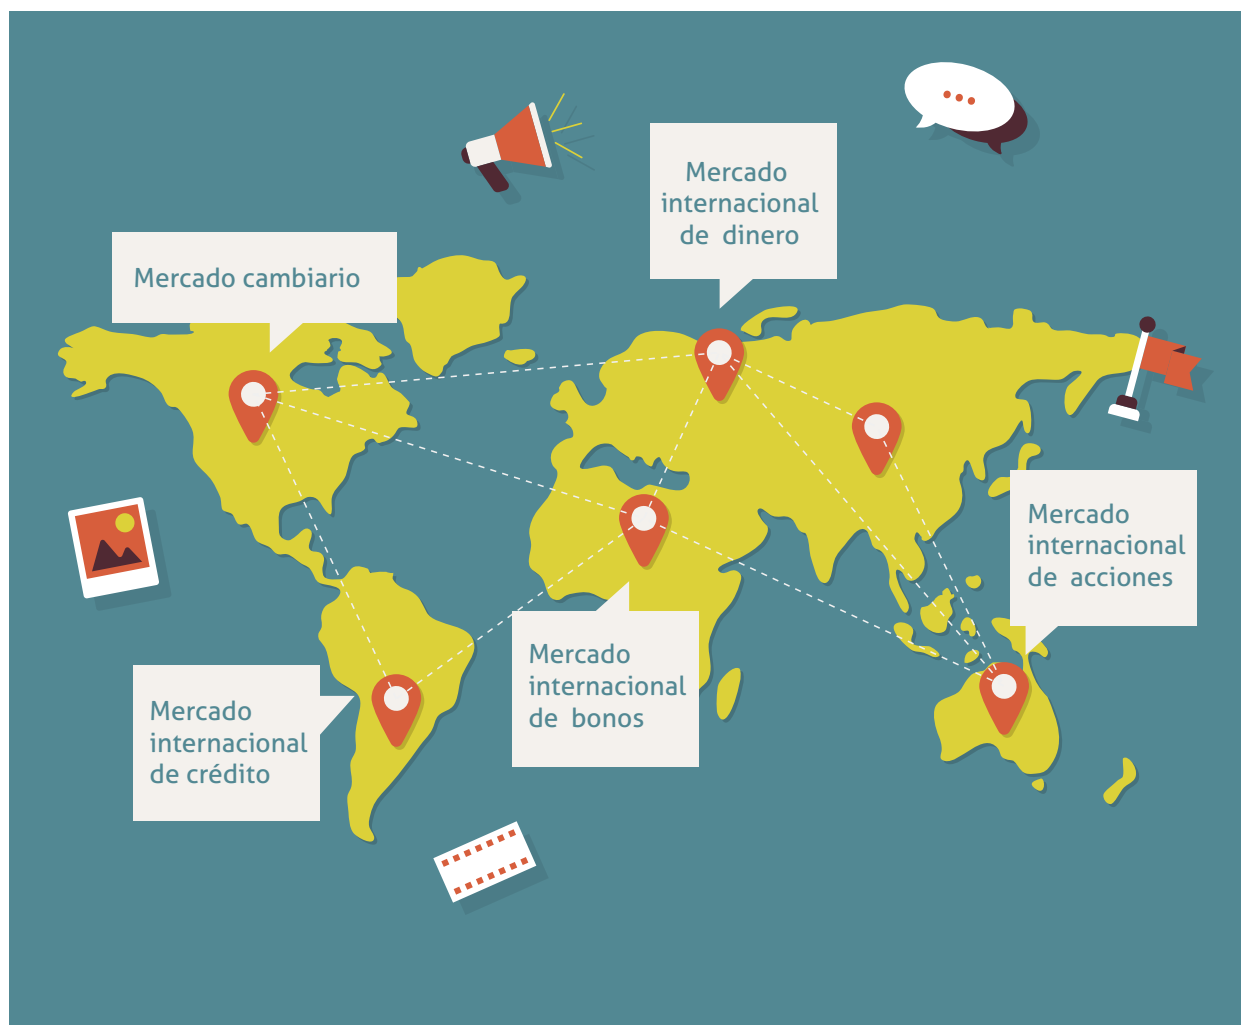 Mercado
internacional
de dinero
Mercado cambiario
Mercado
internacional
de acciones
Mercado
internacional
de bonos
Mercado
internacional
de crédito